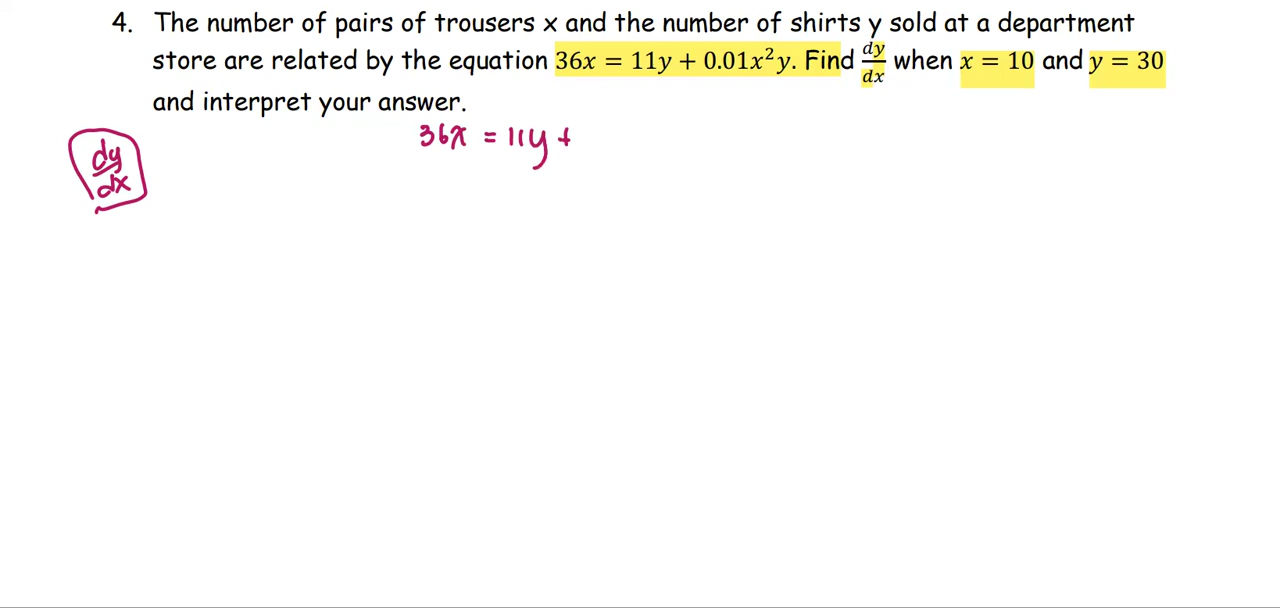 4. The number of pairs of trousers x and the number of shirts y sold at a department
store are related by the equation 36x = 11y + 0.01x²y. Find dy/dx when x = 10 and y = 30
and interpret your answer.
36x = 11y +
dy/dx